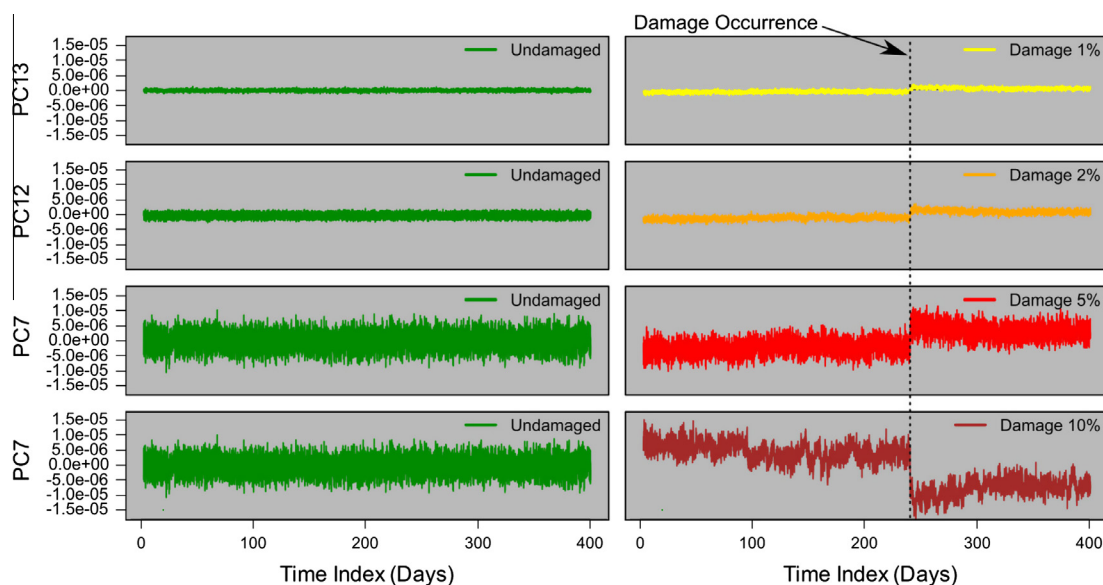 Damage Occurrence
PC13
1.5e-05
1.0e-05
5.0e-06
0.0e+00
-5.0e-06
-1.0e-05
-1.5e-05
Undamaged
Damage 1%
PC12
1.5e-05
1.0e-05
5.0e-06
0.0e+00
-5.0e-06
-1.0e-05
-1.5e-05
Undamaged
Damage 2%
PC7
1.5e-05
1.0e-05
5.0e-06
0.0e+00
-5.0e-06
-1.0e-05
-1.5e-05
Undamaged
Damage 5%
PC7
1.5e-05
1.0e-05
5.0e-06
0.0e+00
-5.0e-06
-1.0e-05
-1.5e-05
Undamaged
Damage 10%
0 100 200 300 400
0 100 200 300 400
Time Index (Days)
Time Index (Days)